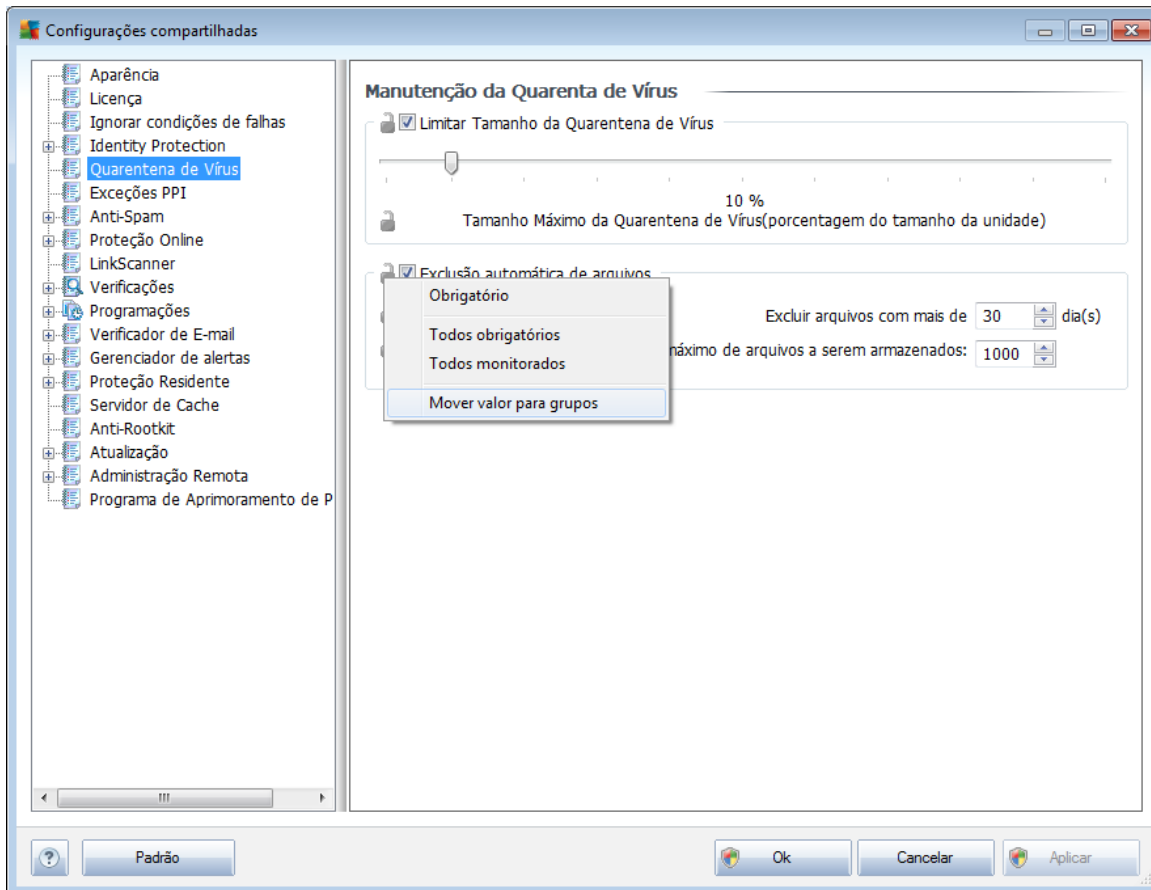 Configurações compartilhadas
Aparência
Licença
Ignorar condições de falhas
Identity Protection
Quarentena de Vírus
Exceções PPI
Anti-Spam
Proteção Online
LinkScanner
Verificações
Programações
Verificador de E-mail
Gerenciador de alertas
Proteção Residente
Servidor de Cache
Anti-Rootkit
Atualização
Administração Remota
Programa de Aprimoramento de P
Manutenção da Quarenta de Vírus
Limitar Tamanho da Quarentena de Vírus
10 %
Tamanho Máximo da Quarentena de Vírus(porcentagem do tamanho da unidade)
Exclusão automática de arquivos
Obrigatório
Todos obrigatórios
Todos monitorados
Mover valor para grupos
Excluir arquivos com mais de 30 dia(s)
máximo de arquivos a serem armazenados: 1000
? Padrão Ok Cancelar Aplicar